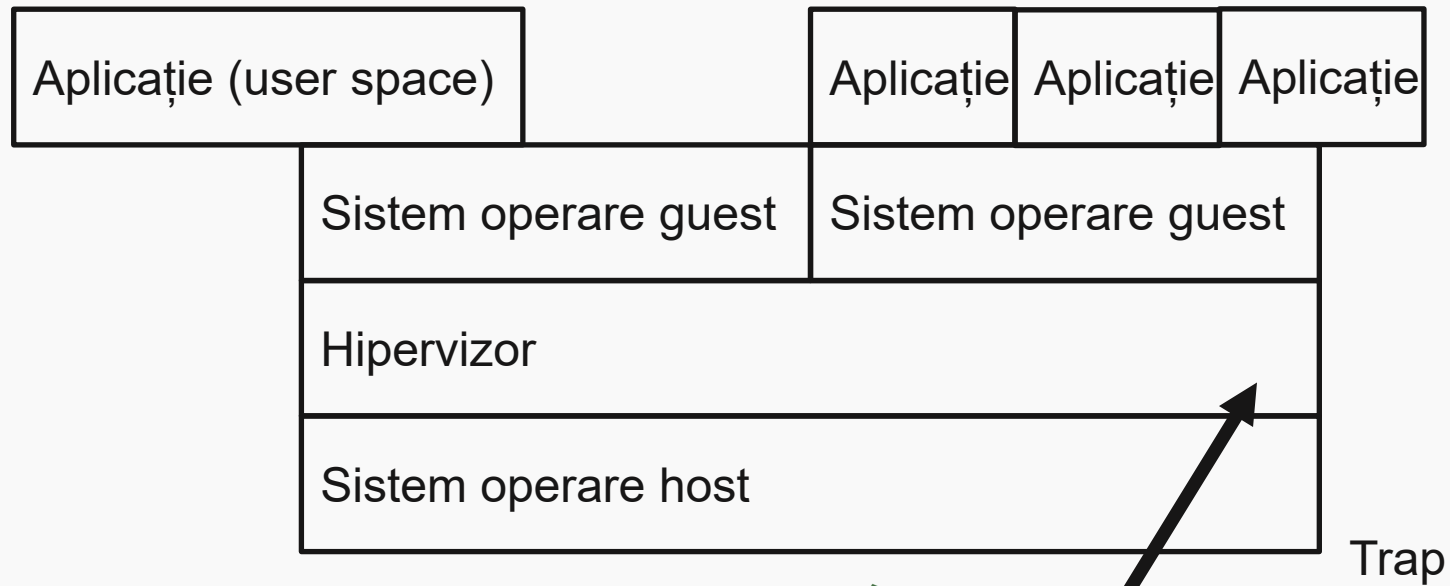 Aplicație (user space)
Aplicație Aplicație Aplicație
Sistem operare guest Sistem operare guest
Hipervizor
Sistem operare host
Trap